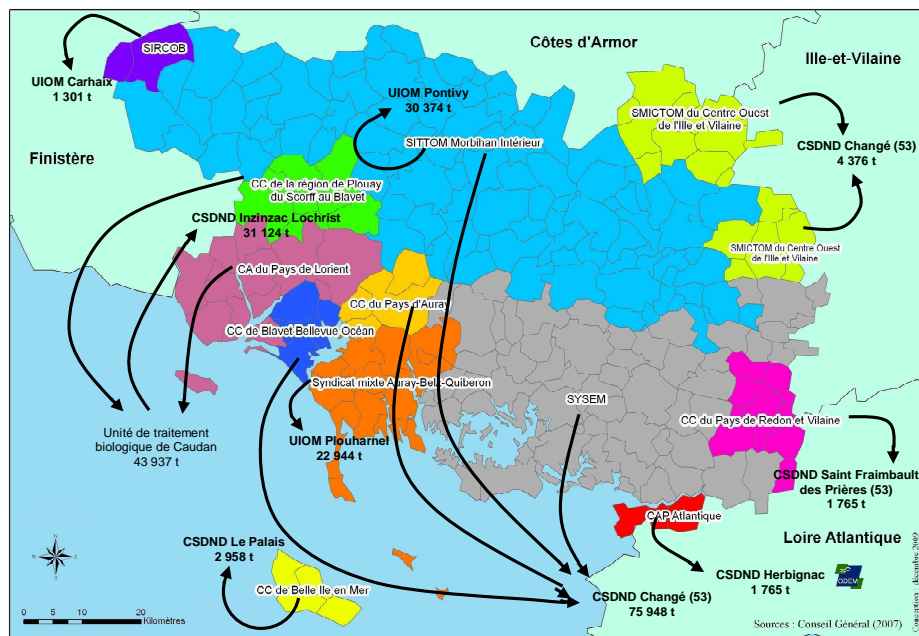 Côtes d'Armor
SIRCOB
Ille-et-Vilaine
UIOM Carhaix
1 301 t
UIOM Pontivy
30 374 t
SMICTOM du Centre Ouest
de l'Ille et Vilaine
SITTOM Morbihan Intérieur
CSDND Changé (53)
4 376 t
Finistère
CC de la région de Plouay
du Scorff au Blavet
CSDND Inzinzac Lochrist
31 124 t
SMICTOM du Centre Ouest
de l'Ille et Vilaine
CA du Pays de Lorient
CC du Pays d'Auray
CC de Blavet Bellevue Océan
Syndicat mixte Auray-Belz-Quiberon
SYSEM
CC du Pays de Redon et Vilaine
Unité de traitement
biologique de Caudan
43 937 t
UIOM Plouharnel
22 944 t
CSDND Saint Fraimbault
des Prières (53)
1 765 t
CAP Atlantique
Loire Atlantique
N
S
CSDND Le Palais
2 958 t
CC de Belle Ile en Mer
CSDND Herbignac
1 765 t
ODEM
CSDND Changé (53)
75 948 t
0 5 10 20
Kilomètres
Sources : Conseil Général (2007)
Conception : décembre 2009